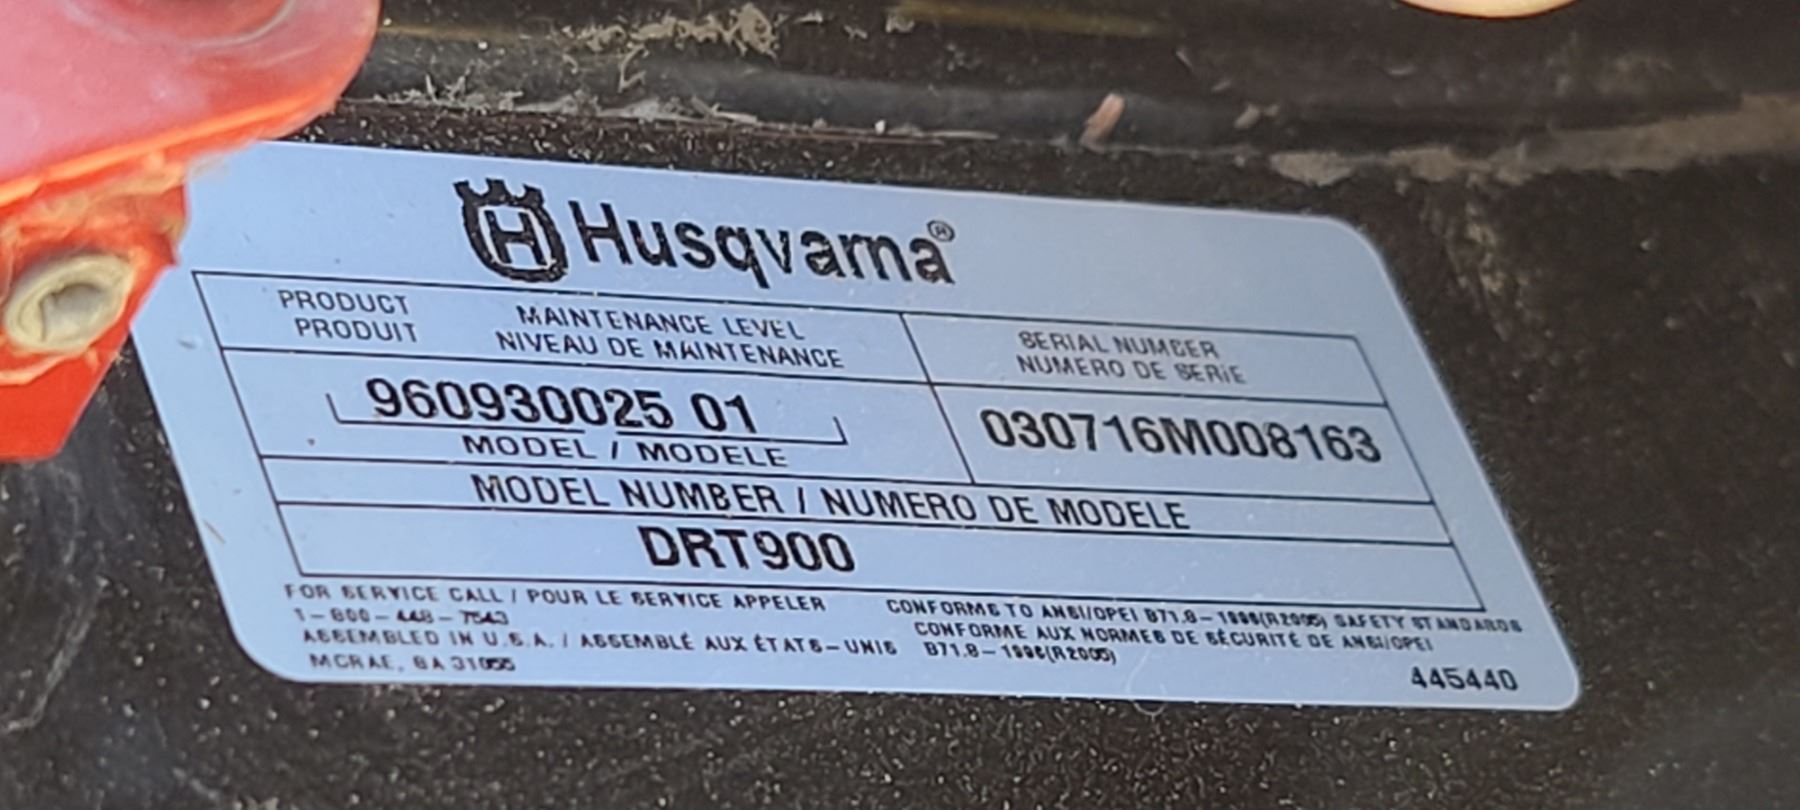 Husqvarna®
PRODUCT
PRODUIT
MAINTENANCE LEVEL
NIVEAU DE MAINTENANCE
SERIAL NUMBER
NUMERO DE SERIE
960930025 01
MODEL / MODELE
030716M008163
MODEL NUMBER / NUMERO DE MODELE
DRT900
FOR SERVICE CALL / POUR LE SERVICE APPELER
1-800-448-7543
ASSEMBLED IN U.S.A. / ASSEMBLÉ AUX ÉTATS-UNIS
MCRAE, GA 31055
CONFORMS TO ANSI/OPEI B71.8-1996(R2005) SAFETY STANDARDS
CONFORME AUX NORMES DE SÉCURITÉ DE ANSI/OPEI
B71.8-1996(R2005)
445440